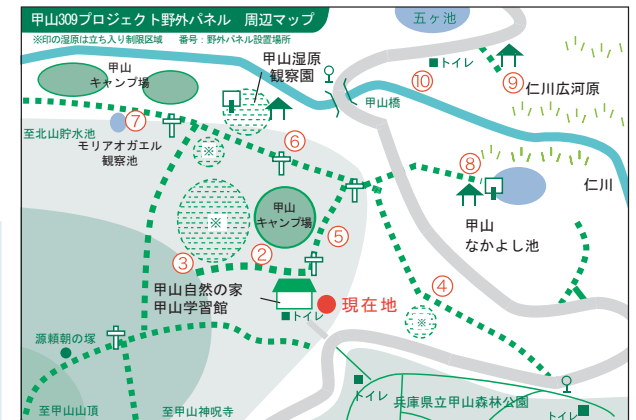 甲山309プロジェクト野外パネル 周辺マップ
※印の湿原は立ち入り制限区域 番号：野外パネル設置場所
五ヶ池
甲山
キャンプ場
甲山湿原
観察園
トイレ
⑩
⑨
仁川広河原
甲山橋
至北山貯水池
⑦
モリアオガエル
観察池
⑥
※
⑧
仁川
甲山
キャンプ場
※
甲山
なかよし池
⑤
②
③
④
甲山自然の家
甲山学習館
現在地
トイレ
※
源頼朝の塚
トイレ
兵庫県立甲山森林公園
至甲山山頂
至甲山神呪寺
トイレ